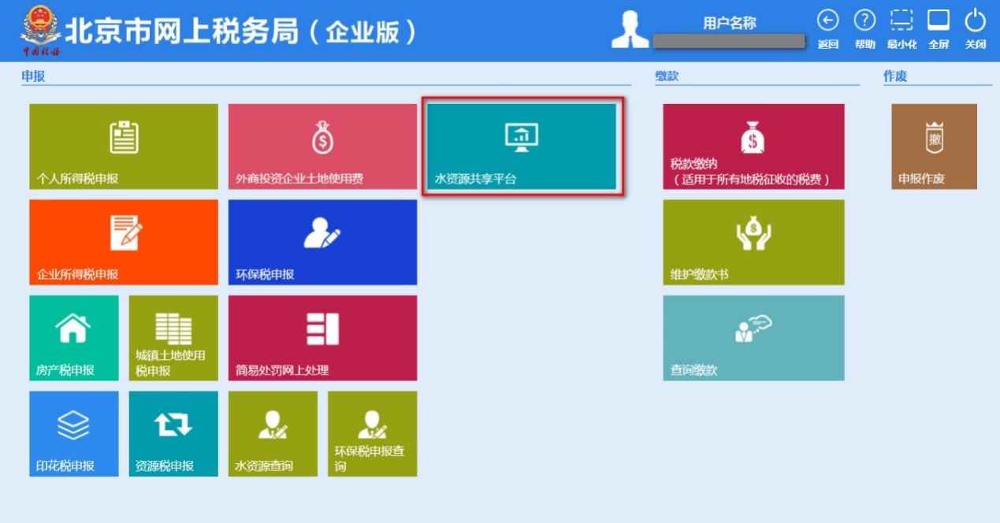 北京市网上税务局（企业版）
中国税务
用户名称
返回
帮助
最小化
全屏
关闭
申报
缴款
作废
个人所得税申报
外商投资企业土地使用费
水资源共享平台
税款缴纳
（适用于所有地税征收的税费）
撤
申报作废
企业所得税申报
环保税申报
维护缴款书
房产税申报
城镇土地使用
税申报
简易处罚网上处理
查询缴款
印花税申报
资源税申报
水资源查询
环保税申报查
询